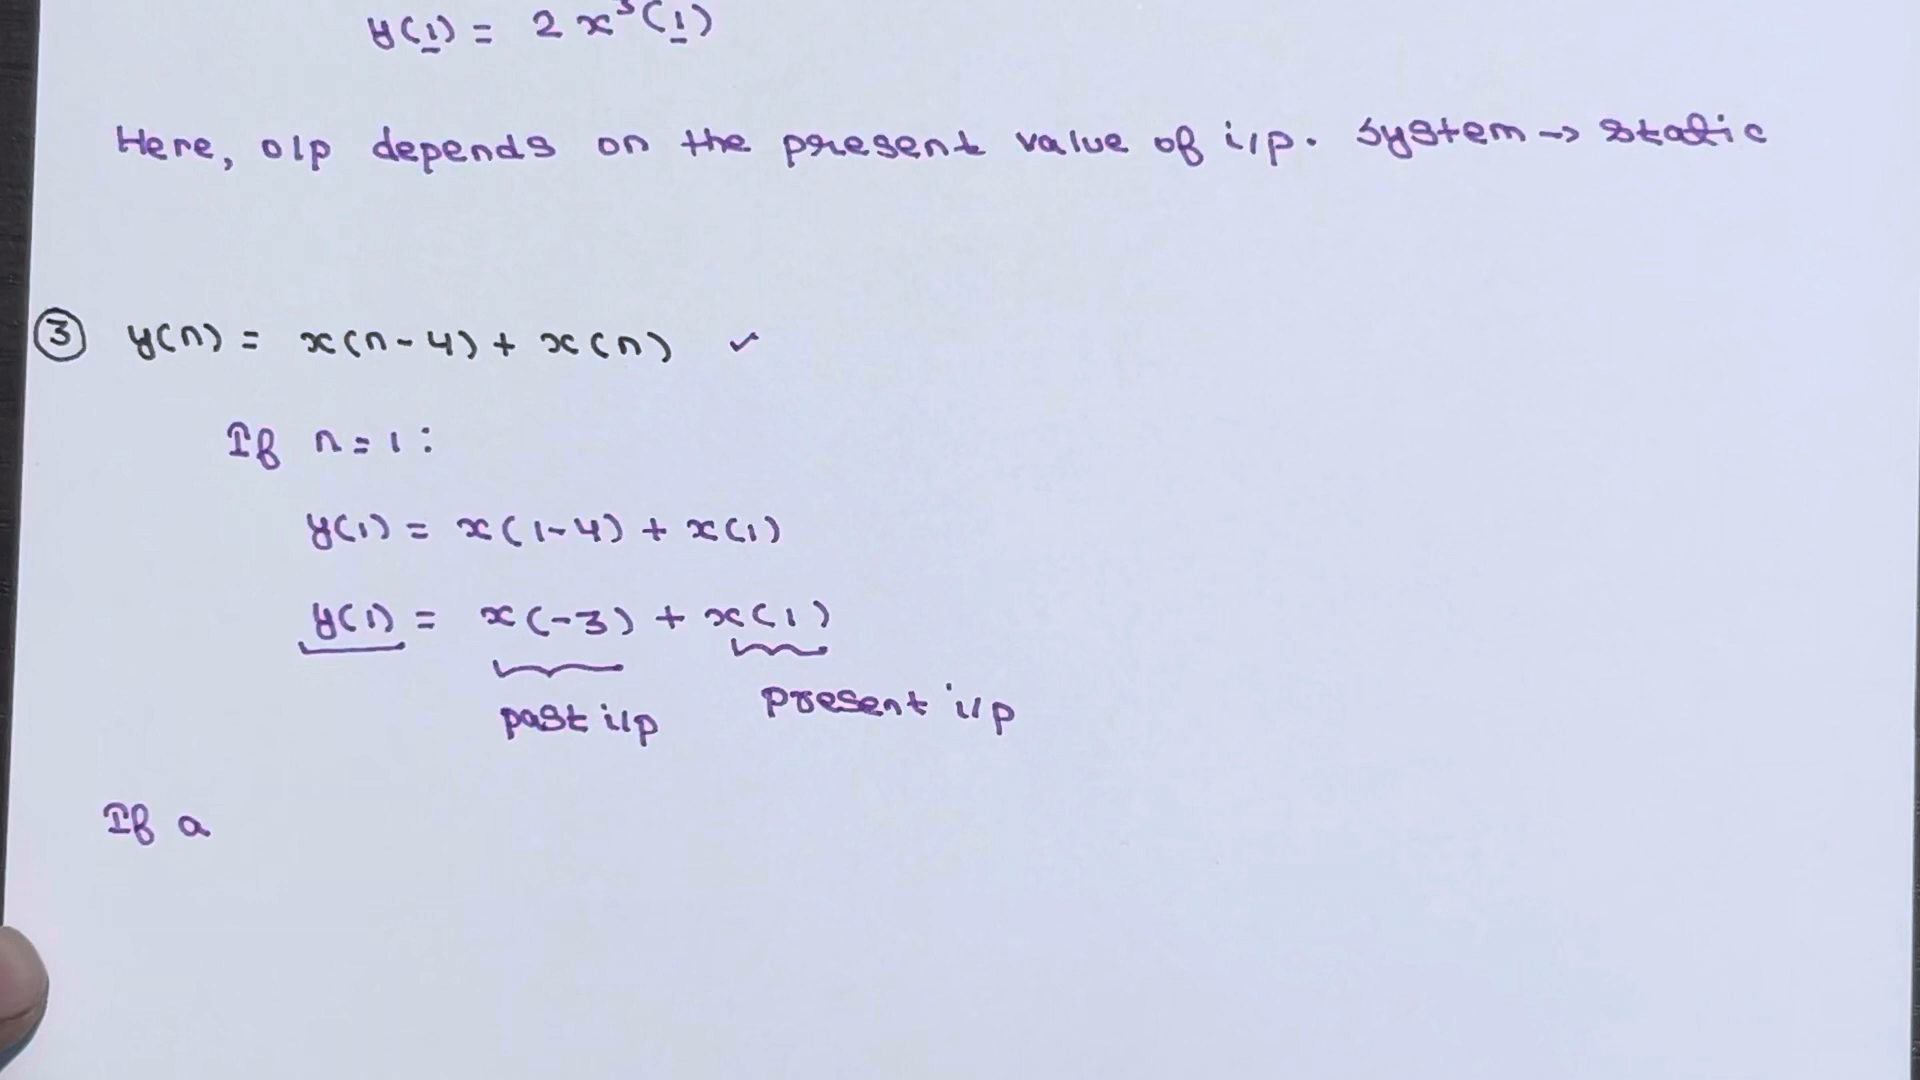 y(1) = 2x³(1)
Here, o/p depends on the present value of i/p. System → static
③ y(n) = x(n-4) + x(n) ✓
If n=1:
y(1) = x(1-4) + x(1)
y(1) = x(-3) + x(1)
past i/p present i/p
If a